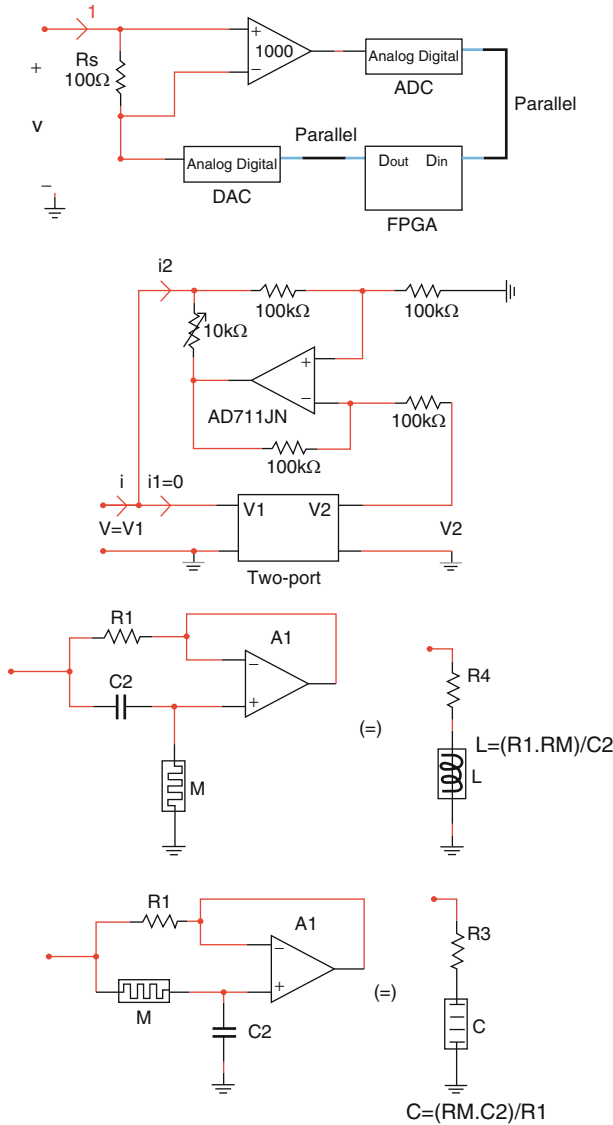 1
+
Rs
100Ω
+
1000
−
Analog Digital
ADC
v
Parallel
Parallel
Analog Digital
DAC
Dout Din
FPGA
−
i2
100kΩ
100kΩ
10kΩ
+
−
AD711JN
100kΩ
100kΩ
i
i1=0
V1
V2
V=V1
V2
Two-port
R1
A1
−
+
C2
M
(=)
R4
L=(R1.RM)/C2
L
R1
A1
−
+
M
C2
(=)
R3
C
C=(RM.C2)/R1